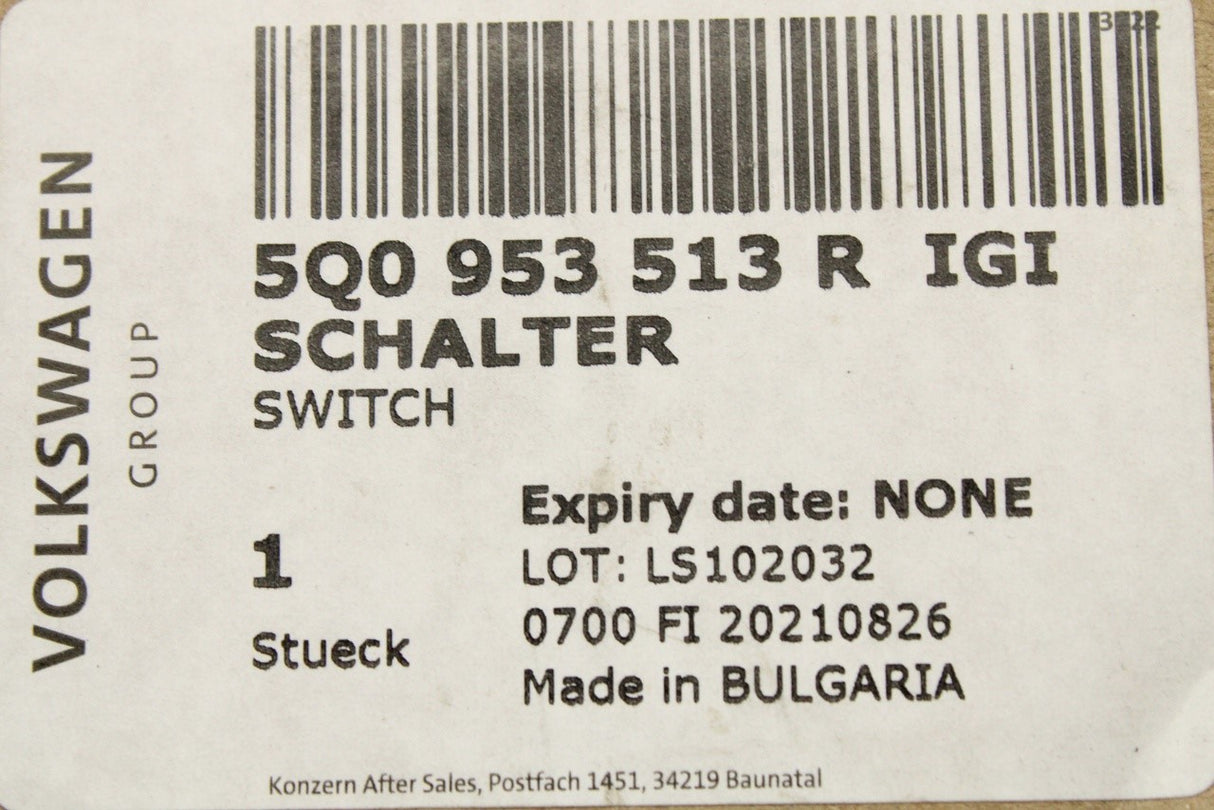 VOLKSWAGEN
GROUP
5Q0 953 513 R IGI
SCHALTER
SWITCH
1
Stueck
Expiry date: NONE
LOT: LS102032
0700 FI 20210826
Made in BULGARIA
Konzern After Sales, Postfach 1451, 34219 Baunatal